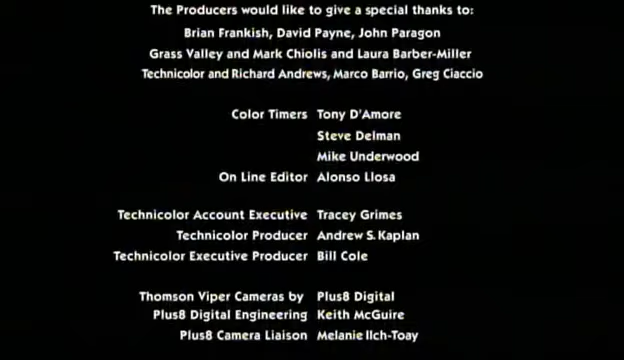 The Producers would like to give a special thanks to:
Brian Frankish, David Payne, John Paragon
Grass Valley and Mark Chiolis and Laura Barber-Miller
Technicolor and Richard Andrews, Marco Barrio, Greg Ciaccio
Color Timers Tony D'Amore
Steve Delman
Mike Underwood
On Line Editor Alonso Llosa
Technicolor Account Executive Tracey Grimes
Technicolor Producer Andrew S. Kaplan
Technicolor Executive Producer Bill Cole
Thomson Viper Cameras by Plus8 Digital
Plus8 Digital Engineering Keith McGuire
Plus8 Camera Liaison Melanie Ilch-Toay